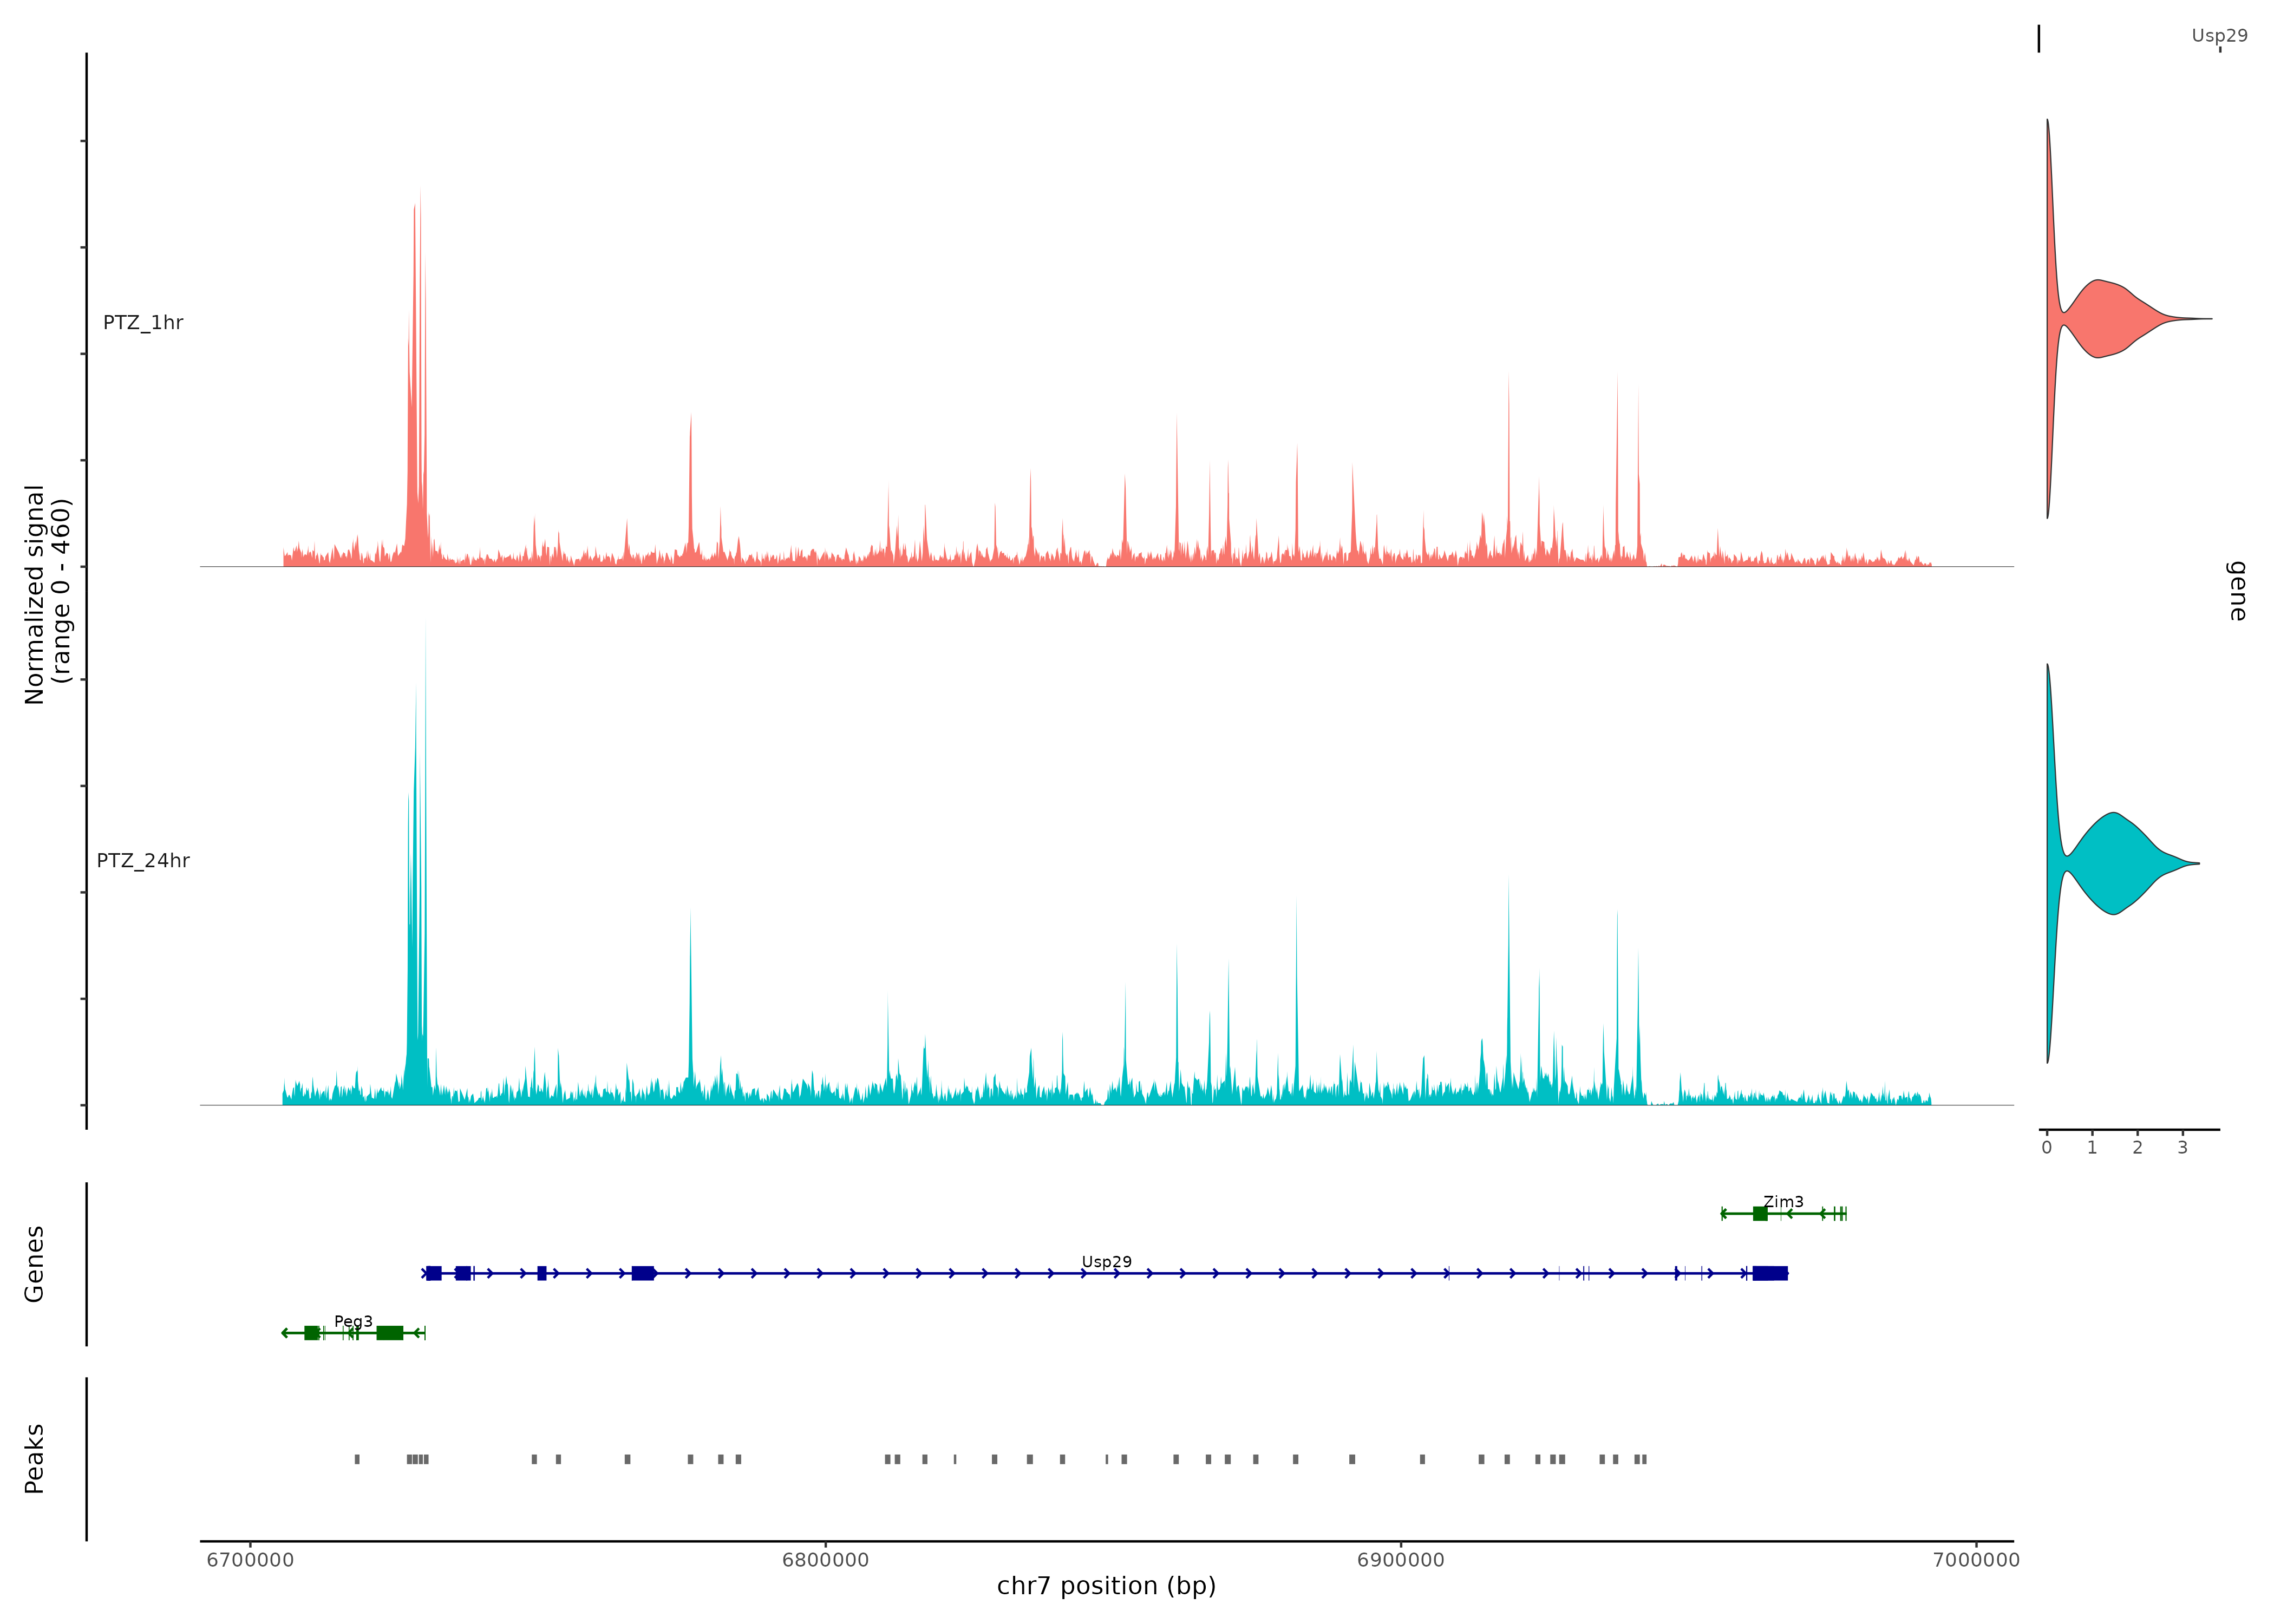 Usp29
PTZ_1hr
Normalized signal
(range 0 - 460)
gene
PTZ_24hr
0 1 2 3
Genes
Zim3
Usp29
Peg3
Peaks
6700000 6800000 6900000 7000000
chr7 position (bp)